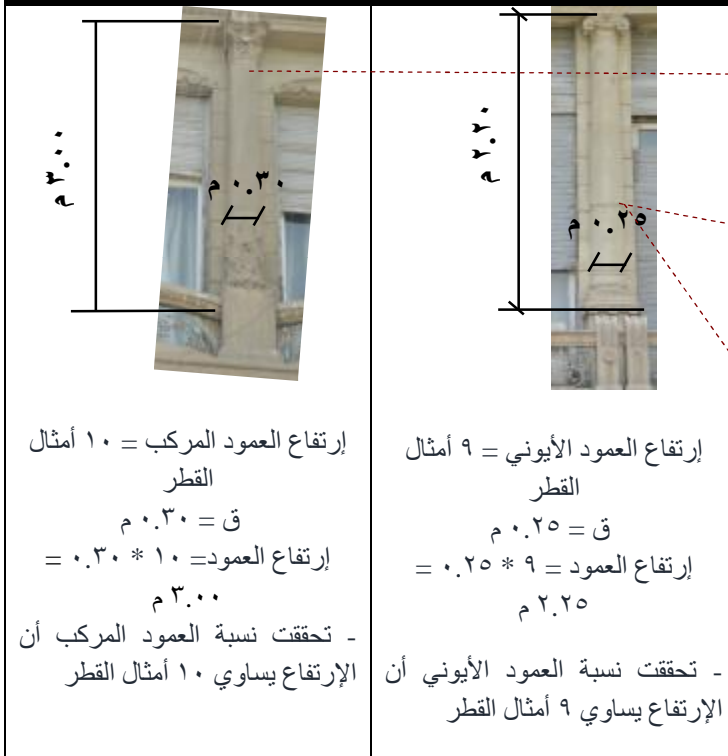 ٢.٢٠ م
٠.٢٥ م
إرتفاع العمود الأيوني = ٩ أمثال
القطر
ق = ٠.٢٥ م
إرتفاع العمود = ٩ * ٠.٢٥ =
٢.٢٥ م
- تحققت نسبة العمود الأيوني أن
الإرتفاع يساوي ٩ أمثال القطر
٣.٠٠ م
٠.٣٠ م
إرتفاع العمود المركب = ١٠ أمثال
القطر
ق = ٠.٣٠ م
إرتفاع العمود= ١٠ * ٠.٣٠ =
٣.٠٠ م
- تحققت نسبة العمود المركب أن
الإرتفاع يساوي ١٠ أمثال القطر